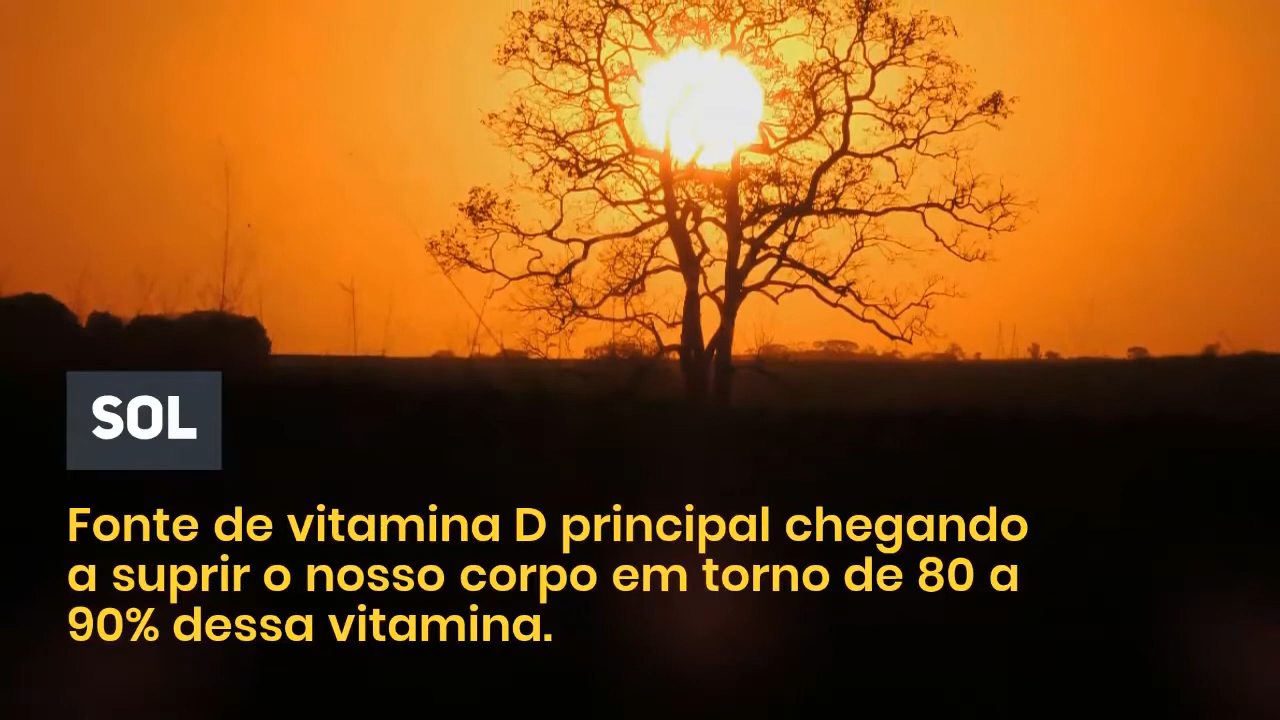 SOL
Fonte de vitamina D principal chegando
a suprir o nosso corpo em torno de 80 a
90% dessa vitamina.